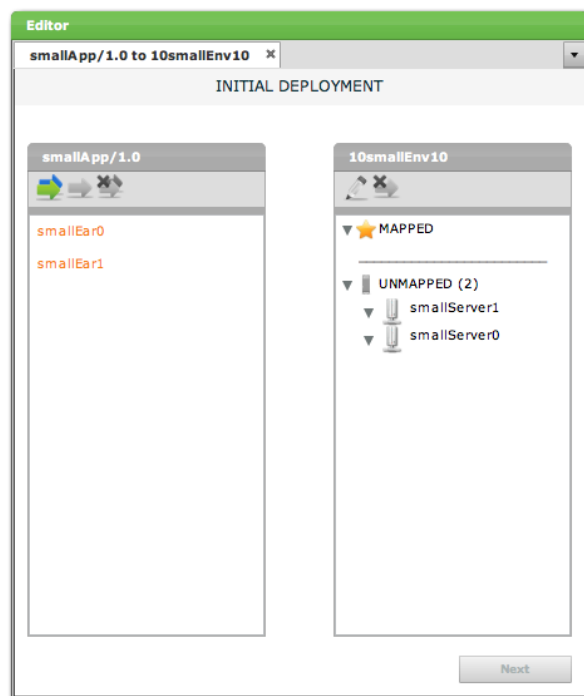 Editor
smallApp/1.0 to 10smallEnv10
INITIAL DEPLOYMENT
smallApp/1.0
smallEar0
smallEar1
10smallEnv10
MAPPED
UNMAPPED (2)
smallServer1
smallServer0
Next